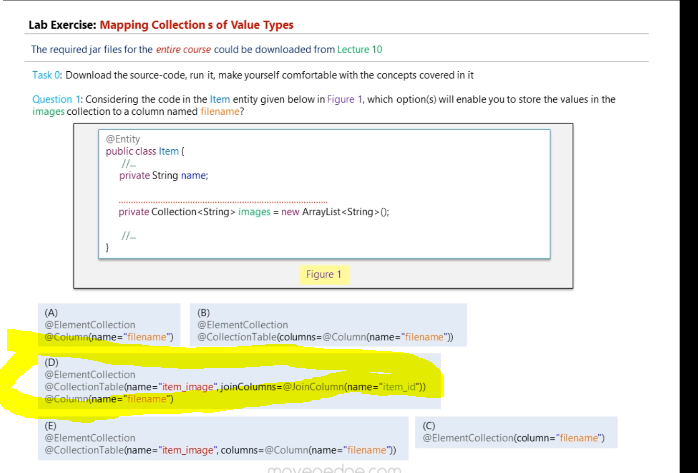 Lab Exercise: Mapping Collection s of Value Types
The required jar files for the entire course could be downloaded from Lecture 10
Task 0: Download the source-code, run it, make yourself comfortable with the concepts covered in it
Question 1: Considering the code in the Item entity given below in Figure 1, which option(s) will enable you to store the values in the
images collection to a column named filename?
@Entity
public class Item {
//...
private String name;
........................................................................
private Collection<String> images = new ArrayList<String>();
//...
}
Figure 1
(A)
@ElementCollection
@Column(name="filename")
(B)
@ElementCollection
@CollectionTable(columns=@Column(name="filename"))
(D)
@ElementCollection
@CollectionTable(name="item_image", joinColumns=@JoinColumn(name="item_id"))
@Column(name="filename")
(E)
@ElementCollection
@CollectionTable(name="item_image", columns=@Column(name="filename"))
(C)
@ElementCollection(column="filename")